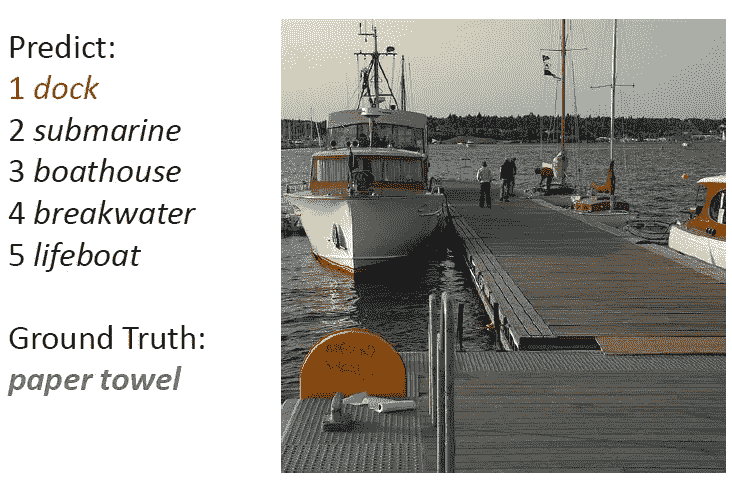 Predict:
1 dock
2 submarine
3 boathouse
4 breakwater
5 lifeboat
Ground Truth:
paper towel